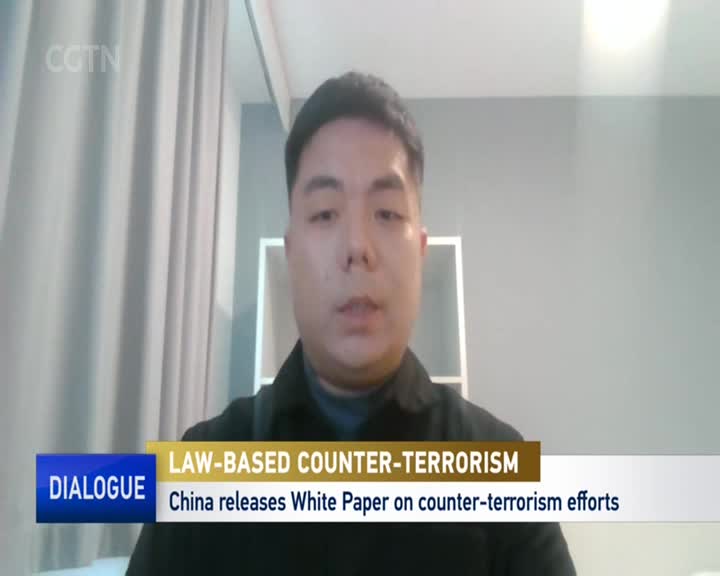 CGTN
LAW-BASED COUNTER-TERRORISM
DIALOGUE
China releases White Paper on counter-terrorism efforts